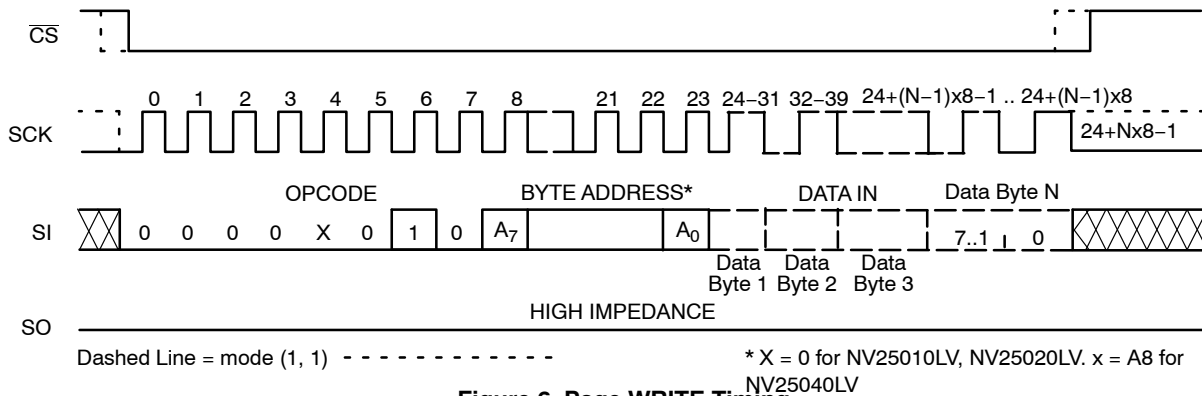 CS
0 1 2 3 4 5 6 7 8 21 22 23 24–31 32–39 24+(N–1)x8–1 .. 24+(N–1)x8
SCK
24+Nx8–1
OPCODE BYTE ADDRESS* DATA IN Data Byte N
SI 0 0 0 0 X 0 1 0 A7 A0 7..1 0
Data Byte 1 Data Byte 2 Data Byte 3
HIGH IMPEDANCE
SO
Dashed Line = mode (1, 1)
* X = 0 for NV25010LV, NV25020LV. x = A8 for
NV25040LV
Figure 6. Page WRITE Timing